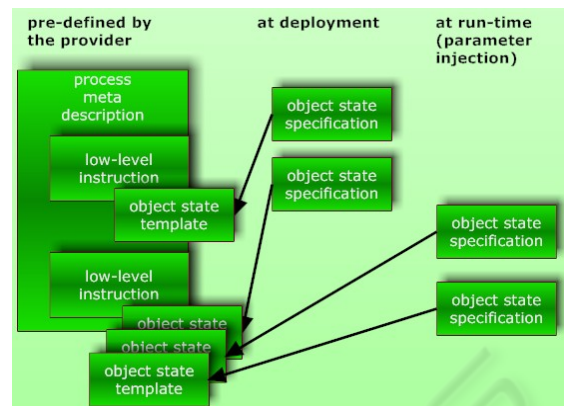 pre-defined by
the provider
at deployment
at run-time
(parameter
injection)
process
meta
description
object state
specification
low-level
instruction
object state
specification
object state
template
object state
specification
low-level
instruction
object state
specification
object state
object state
object state
template